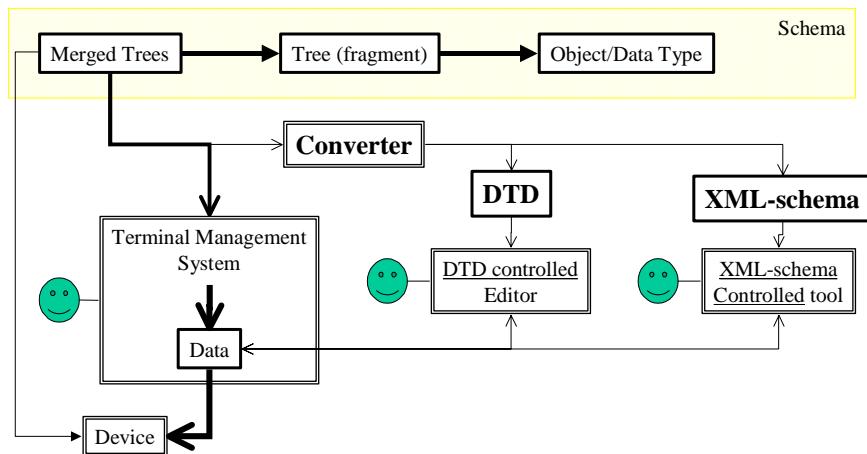 Schema
Merged Trees
Tree (fragment)
Object/Data Type
Converter
DTD
XML-schema
Terminal Management
System
DTD controlled
Editor
XML-schema
Controlled tool
Data
Device